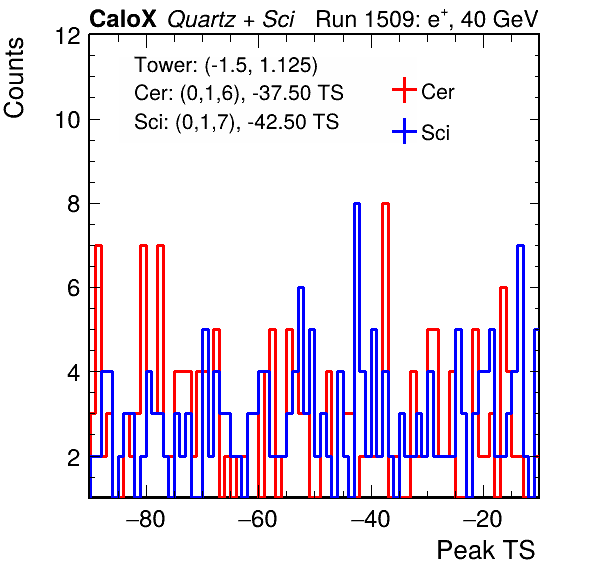 CaloX Quartz + Sci Run 1509: e⁺, 40 GeV
Counts
12
10
8
6
4
2
Tower: (-1.5, 1.125)
Cer: (0,1,6), -37.50 TS
Sci: (0,1,7), -42.50 TS
Cer
Sci
−80 −60 −40 −20
Peak TS